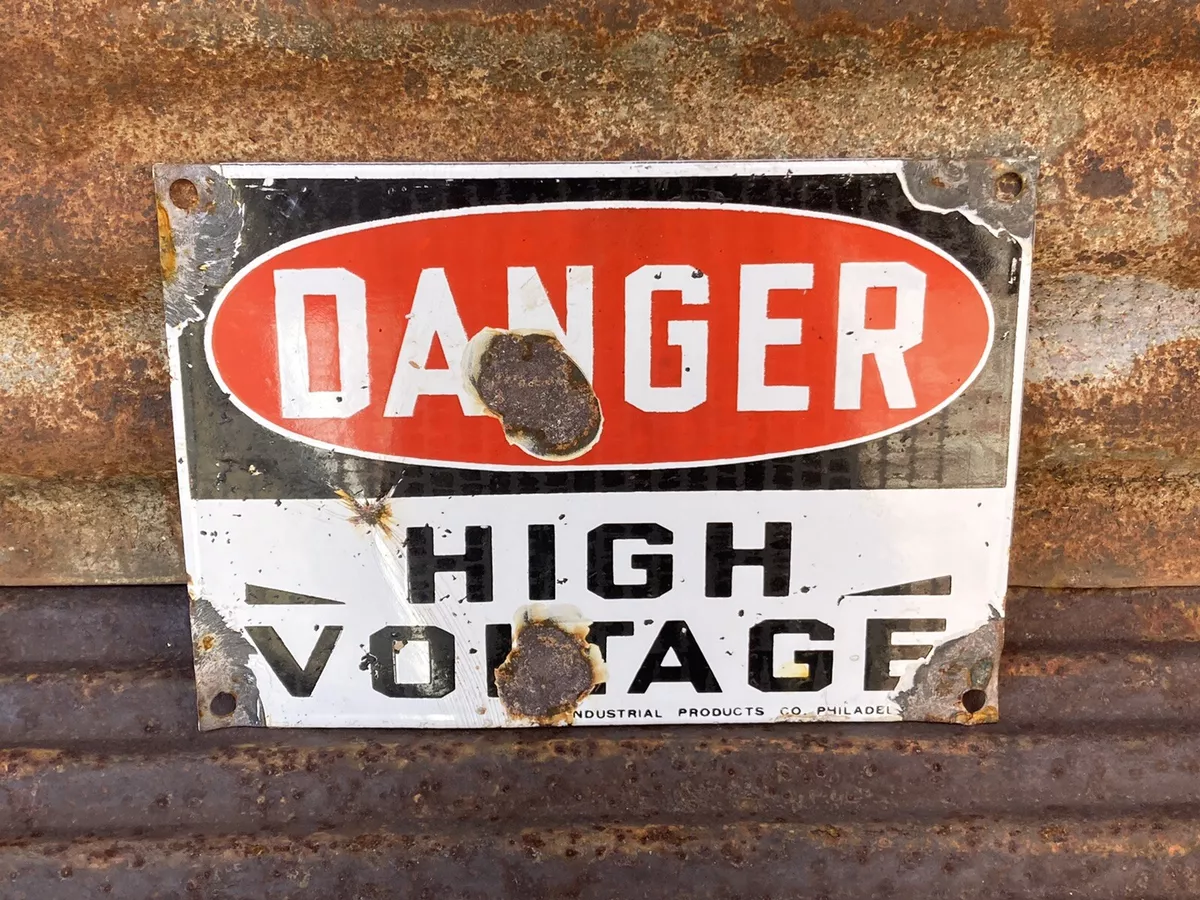 DANGER
HIGH
VOLTAGE
INDUSTRIAL PRODUCTS CO. PHILADEL